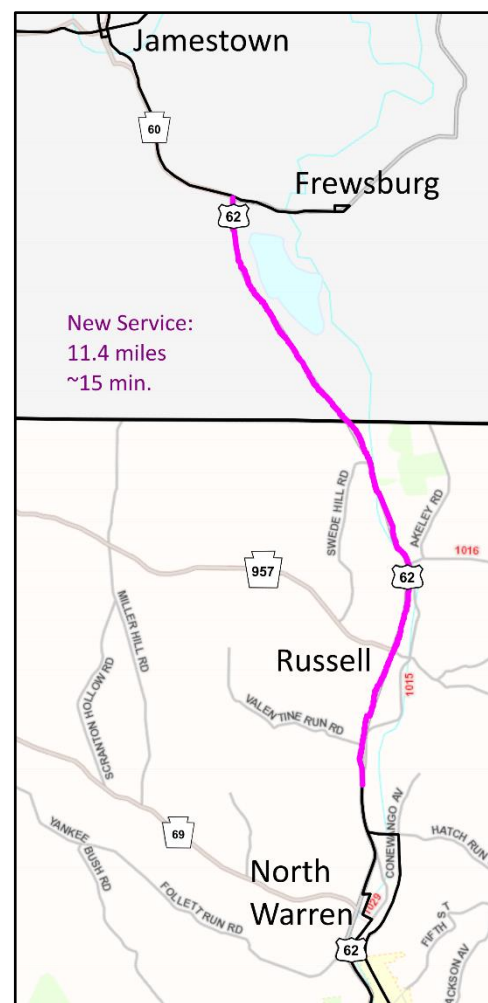 Jamestown
60
Frewsburg
62
New Service:
11.4 miles
~15 min.
SWEDE HILL RD
AKELEY RD
1016
957
62
MILLER HILL RD
SCRANTON HOLLOW RD
Russell
1015
VALENTINE RUN RD
CONEWANGO AV
69
HATCH RUN
YANKEE
BUSH RD
FOLLETT RUN RD
North
Warren
1029
FIFTH ST
62
JACKSON AV